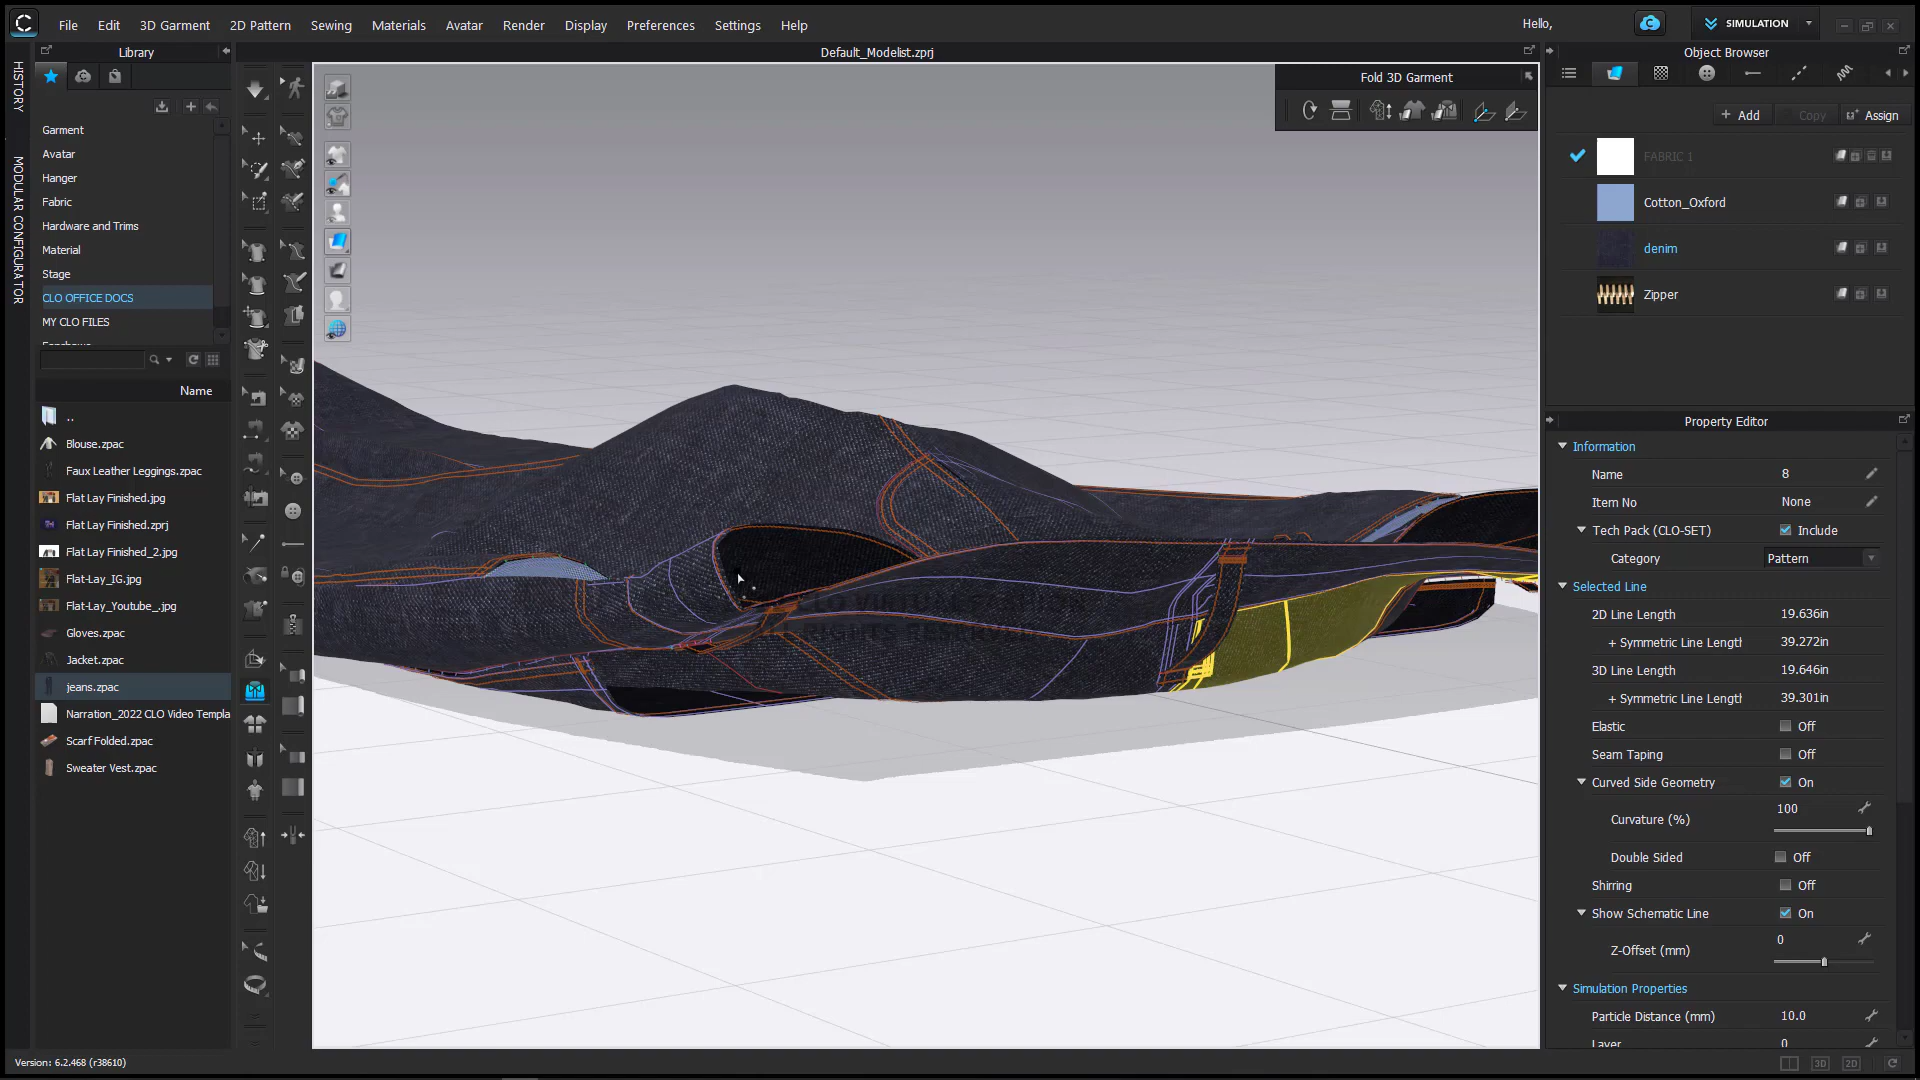 File Edit 3D Garment 2D Pattern Sewing Materials Avatar Render Display Preferences Settings Help
Hello,
SIMULATION
Library
Default_Modelist.zprj
Object Browser
HISTORY
MODULAR CONFIGURATOR
Garment
Avatar
Hanger
Fabric
Hardware and Trims
Material
Stage
CLO OFFICE DOCS
MY CLO FILES
Name
..
Blouse.zpac
Faux Leather Leggings.zpac
Flat Lay Finished.jpg
Flat Lay Finished.zprj
Flat Lay Finished_2.jpg
Flat-Lay_IG.jpg
Flat-Lay_Youtube_.jpg
Gloves.zpac
Jacket.zpac
jeans.zpac
Narration_2022 CLO Video Templa
Scarf Folded.zpac
Sweater Vest.zpac
Fold 3D Garment
+ Add
Copy
Assign
FABRIC 1
Cotton_Oxford
denim
Zipper
Property Editor
Information
Name 8
Item No None
Tech Pack (CLO-SET) Include
Category Pattern
Selected Line
2D Line Length 19.636in
+ Symmetric Line Lengtł 39.272in
3D Line Length 19.646in
+ Symmetric Line Lengtł 39.301in
Elastic Off
Seam Taping Off
Curved Side Geometry On
Curvature (%) 100
Double Sided Off
Shirring Off
Show Schematic Line On
Z-Offset (mm) 0
Simulation Properties
Particle Distance (mm) 10.0
Layer 0
Version: 6.2.468 (r38610)
3D
2D